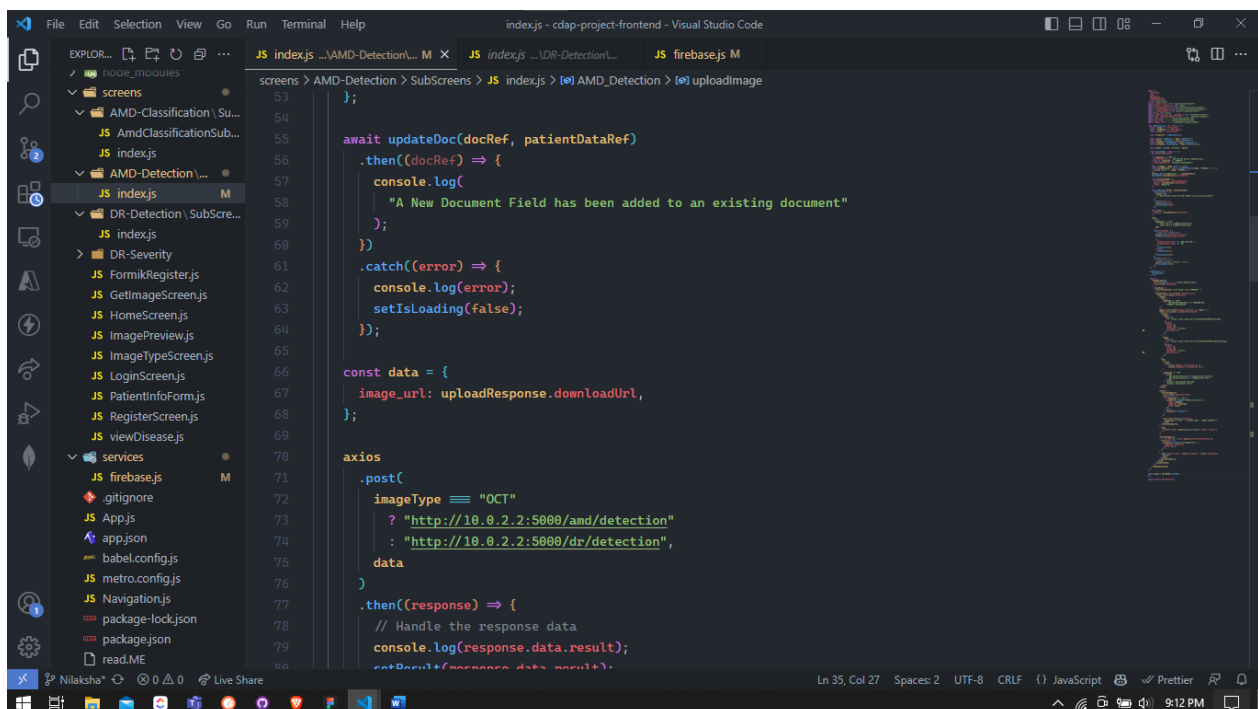 File Edit Selection View Go Run Terminal Help
index.js - cdap-project-frontend - Visual Studio Code
EXPLOR...
JS index.js ...\AMD-Detection\... M
JS index.js ...\DR-Detection\...
JS firebase.js M
screens > AMD-Detection > SubScreens > JS index.js > AMD_Detection > uploadImage
node_modules
screens
AMD-Classification\Su...
JS AmdClassificationSub...
JS index.js
AMD-Detection\...
JS index.js M
DR-Detection\SubScre...
JS index.js
DR-Severity
JS FormikRegister.js
JS GetImageScreen.js
JS HomeScreen.js
JS ImagePreview.js
JS ImageTypeScreen.js
JS LoginScreen.js
JS PatientInfoForm.js
JS RegisterScreen.js
JS viewDisease.js
services
JS firebase.js M
.gitignore
JS App.js
app.json
babel.config.js
JS metro.config.js
JS Navigation.js
package-lock.json
package.json
read.ME
53 };
54
55 await updateDoc(docRef, patientDataRef)
56 .then((docRef) => {
57 console.log(
58 "A New Document Field has been added to an existing document"
59 );
60 })
61 .catch((error) => {
62 console.log(error);
63 setIsLoading(false);
64 });
65
66 const data = {
67 image_url: uploadResponse.downloadUrl,
68 };
69
70 axios
71 .post(
72 imageType === "OCT"
73 ? "http://10.0.2.2:5000/amd/detection"
74 : "http://10.0.2.2:5000/dr/detection",
75 data
76 )
77 .then((response) => {
78 // Handle the response data
79 console.log(response.data.result);
80 setResult(response.data.result);
2
1
Nilaksha* 0 0 Live Share
Ln 35, Col 27 Spaces: 2 UTF-8 CRLF {} JavaScript Prettier
9:12 PM